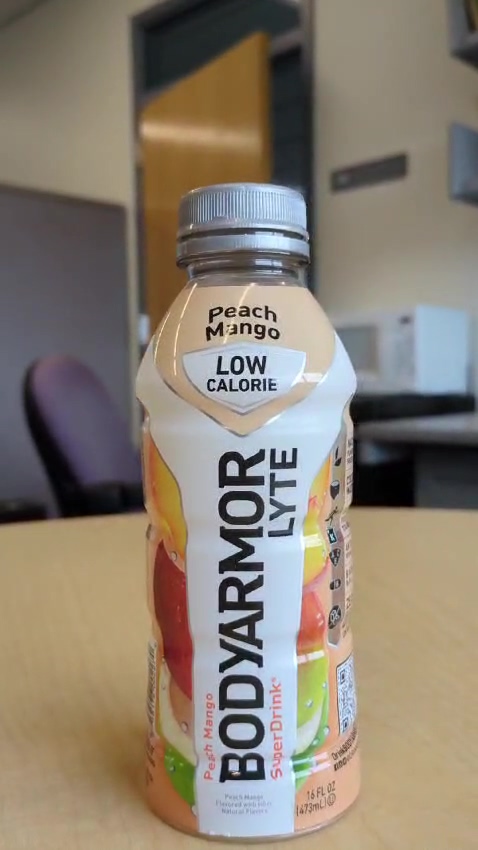 Peach
Mango
LOW
CALORIE
BODYARMOR
LYTE
Peach Mango
SuperDrink
Peach Mango
Flavored with Other
Natural Flavors
16 FL OZ
(473mL)
0%